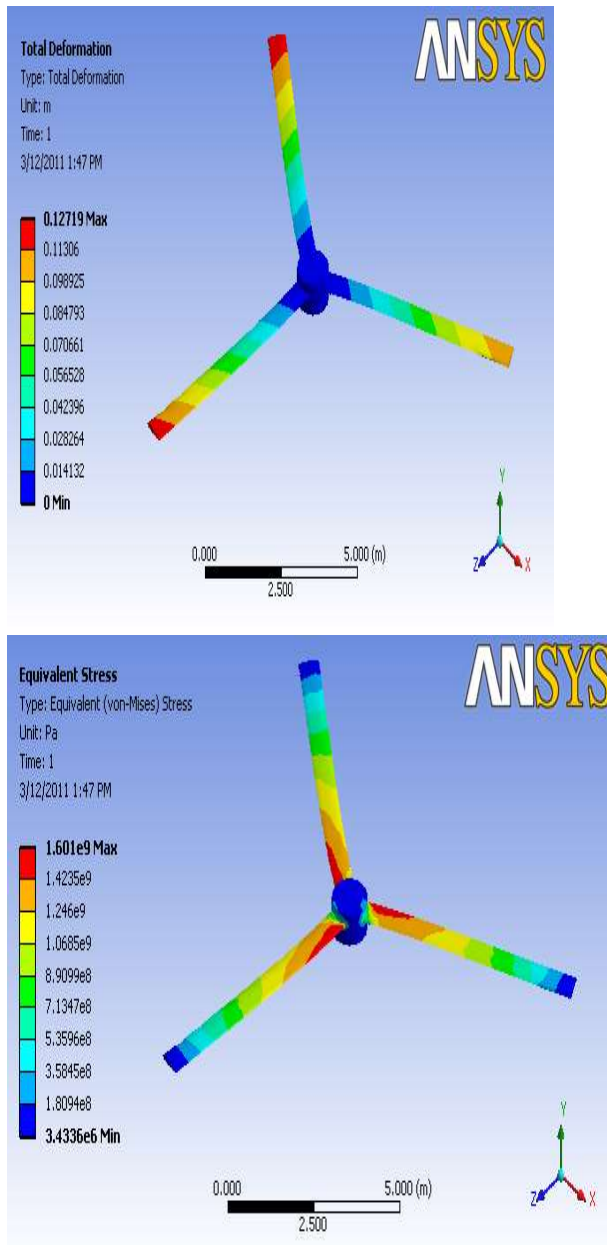 Total Deformation
Type: Total Deformation
Unit: m
Time: 1
3/12/2011 1:47 PM
ANSYS
0.12719 Max
0.11306
0.098925
0.084793
0.070661
0.056528
0.042396
0.028264
0.014132
0 Min
0.000
5.000 (m)
2.500
Y
Z
X
Equivalent Stress
Type: Equivalent (von-Mises) Stress
Unit: Pa
Time: 1
3/12/2011 1:47 PM
ANSYS
1.601e9 Max
1.4235e9
1.246e9
1.0685e9
8.9099e8
7.1347e8
5.3596e8
3.5845e8
1.8094e8
3.4336e6 Min
0.000
5.000 (m)
2.500
Y
Z
X